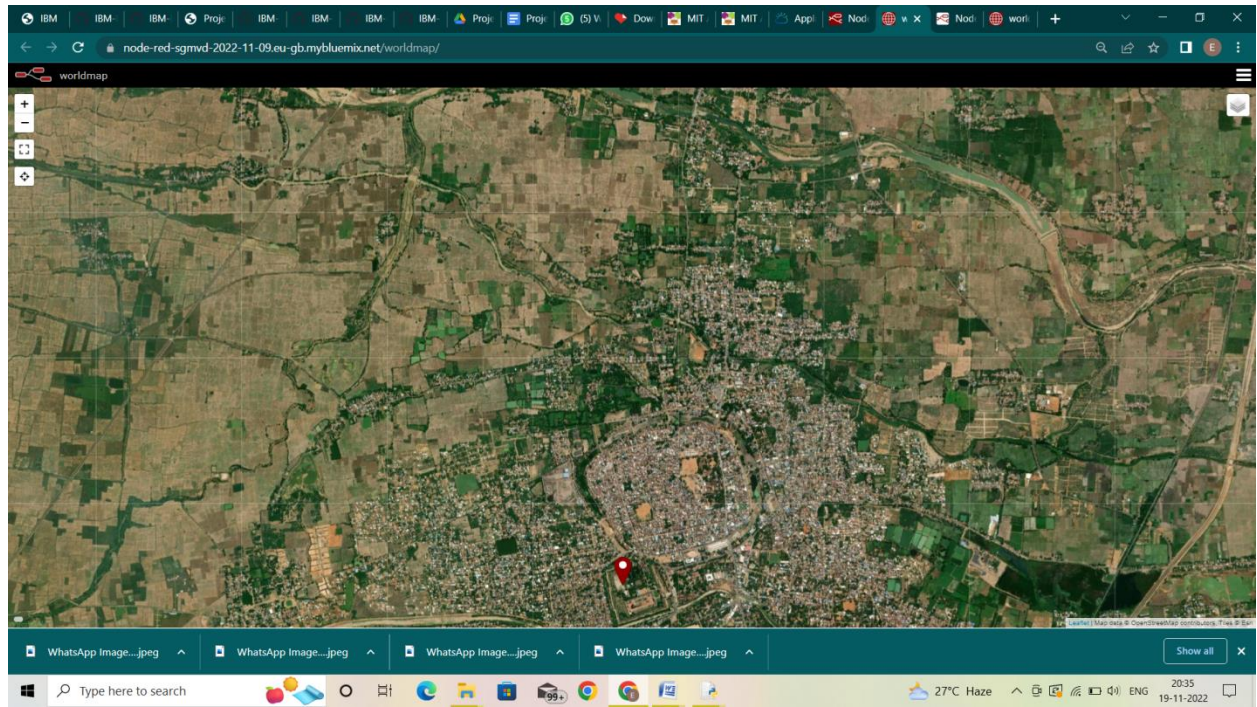 IBM IBM- IBM- Proje IBM- IBM- IBM- IBM- Proje Proje (5) W Dow MIT MIT Appl Nod w Nod work
node-red-sgmvd-2022-11-09.eu-gb.mybluemix.net/worldmap/ E
worldmap
+
−
Leaflet | Map data © OpenStreetMap contributors, Tiles © Esri
WhatsApp Image....jpeg WhatsApp Image....jpeg WhatsApp Image....jpeg WhatsApp Image....jpeg Show all
Type here to search 99+ 27°C Haze ENG 20:35
19-11-2022